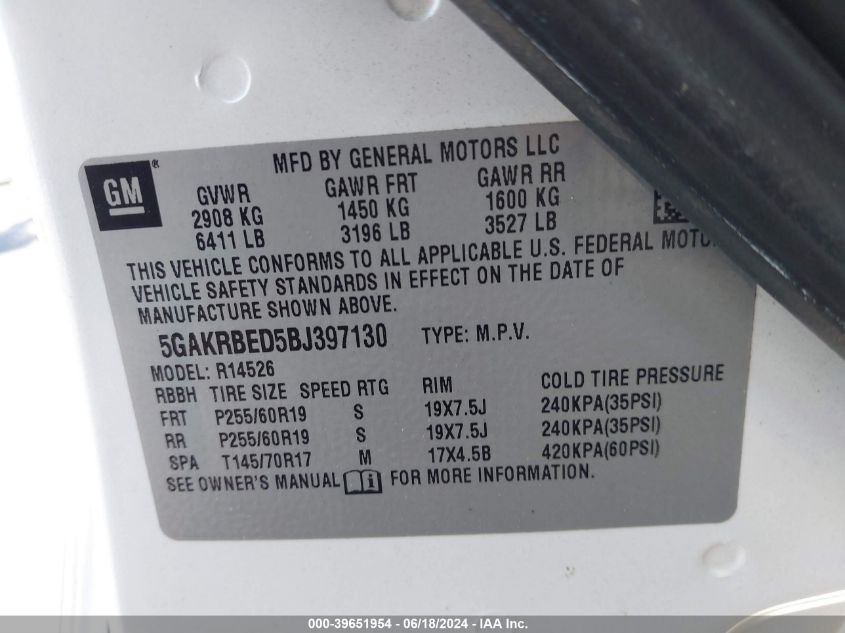 GM ®
MFD BY GENERAL MOTORS LLC
GVWR GAWR FRT GAWR RR
2908 KG 1450 KG 1600 KG
6411 LB 3196 LB 3527 LB
THIS VEHICLE CONFORMS TO ALL APPLICABLE U.S. FEDERAL
VEHICLE SAFETY STANDARDS IN EFFECT ON THE DATE OF
MANUFACTURE SHOWN ABOVE.
5GAKRBED5BJ397130 TYPE: M.P.V.
MODEL: R14526
RBBH TIRE SIZE SPEED RTG RIM COLD TIRE PRESSURE
FRT P255/60R19 S 19X7.5J 240KPA(35PSI)
RR P255/60R19 S 19X7.5J 240KPA(35PSI)
SPA T145/70R17 M 17X4.5B 420KPA(60PSI)
SEE OWNER'S MANUAL FOR MORE INFORMATION.
000-39651954 - 06/18/2024 - IAA Inc.